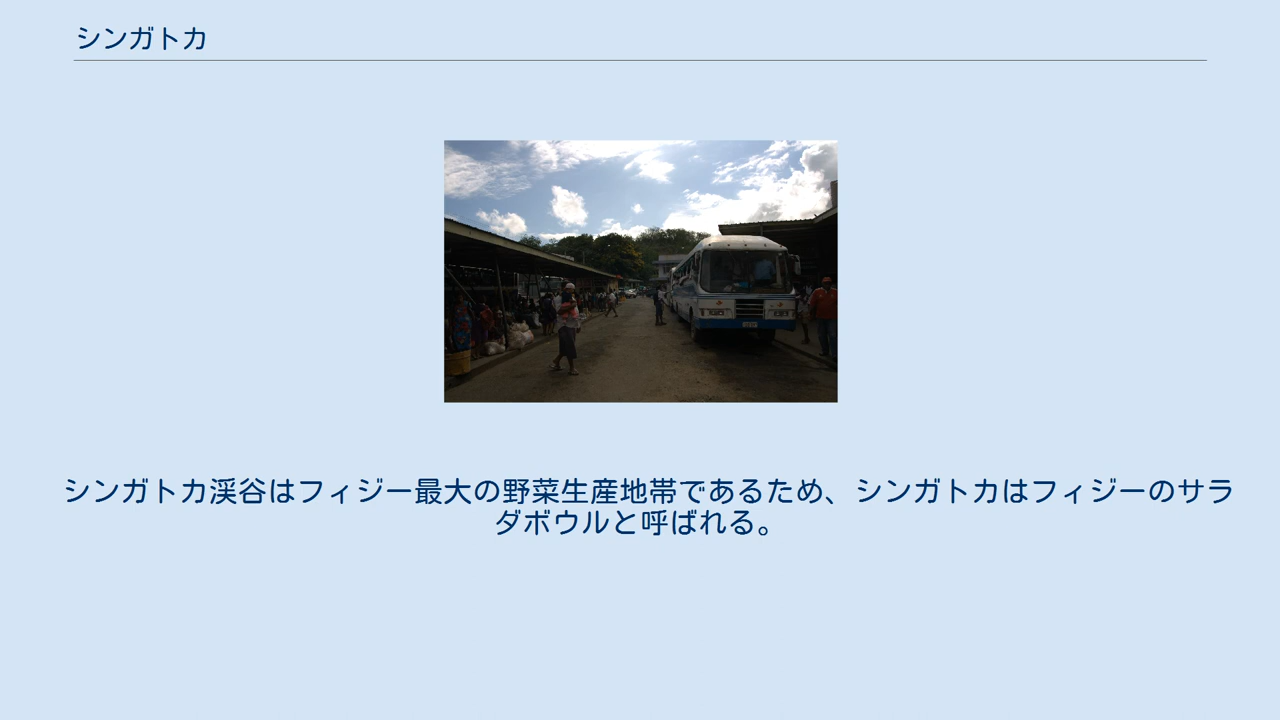 シンガトカ
シンガトカ渓谷はフィジー最大の野菜生産地帯であるため、シンガトカはフィジーのサラ
ダボウルと呼ばれる。